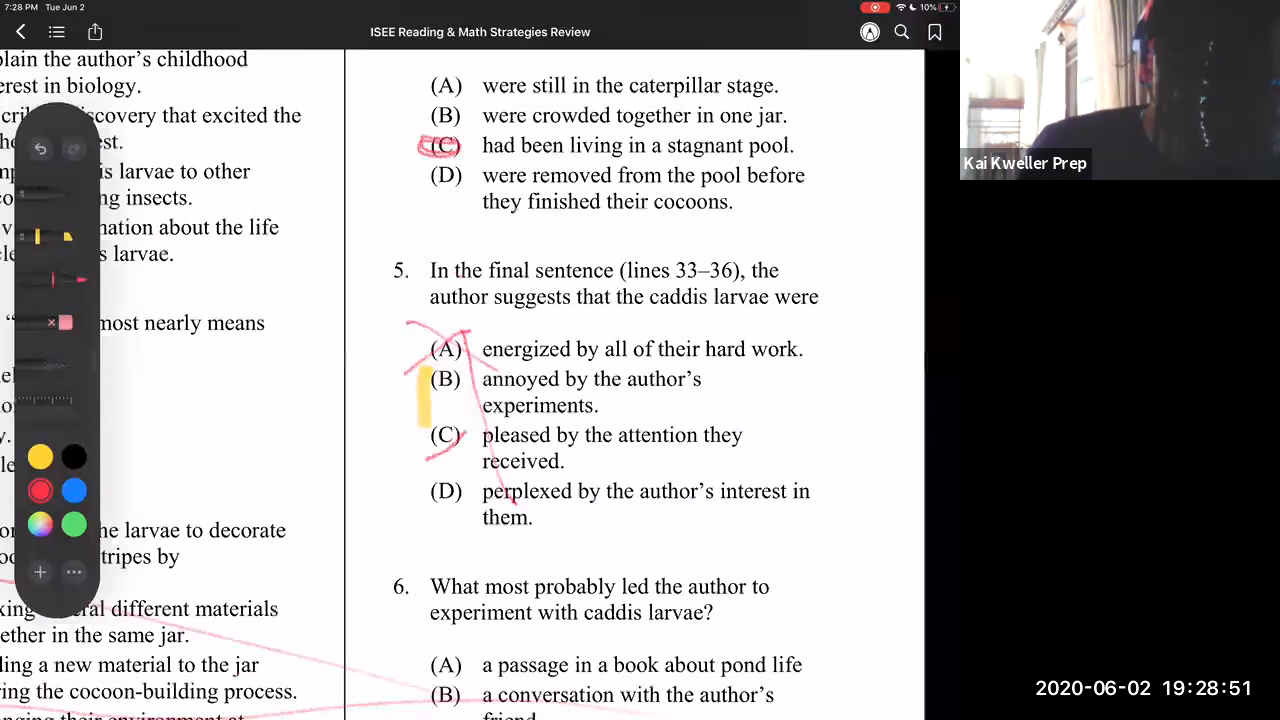 7:28 PM Tue Jun 2
10%
ISEE Reading & Math Strategies Review
plain the author's childhood
erest in biology.
discovery that excited the
est.
is larvae to other
ng insects.
nation about the life
s larvae.
most nearly means
he larvae to decorate
tripes by
different materials
ether in the same jar.
ling a new material to the jar
ring the cocoon-building process.
(A) were still in the caterpillar stage.
(B) were crowded together in one jar.
(C) had been living in a stagnant pool.
(D) were removed from the pool before
they finished their cocoons.
5. In the final sentence (lines 33–36), the
author suggests that the caddis larvae were
(A) energized by all of their hard work.
(B) annoyed by the author's
experiments.
(C) pleased by the attention they
received.
(D) perplexed by the author's interest in
them.
6. What most probably led the author to
experiment with caddis larvae?
(A) a passage in a book about pond life
(B) a conversation with the author's
friend
Kai Kweller Prep
2020-06-02 19:28:51